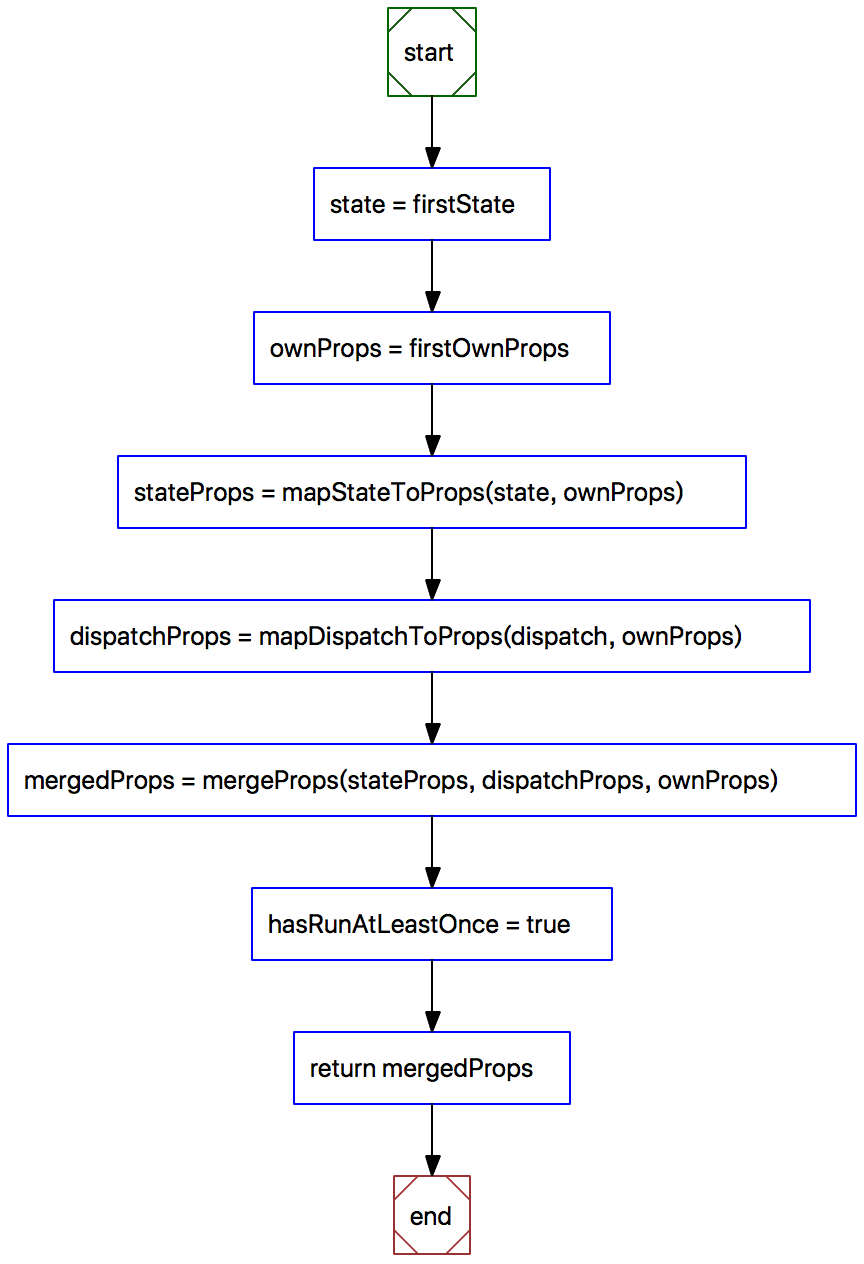 start
state = firstState
ownProps = firstOwnProps
stateProps = mapStateToProps(state, ownProps)
dispatchProps = mapDispatchToProps(dispatch, ownProps)
mergedProps = mergeProps(stateProps, dispatchProps, ownProps)
hasRunAtLeastOnce = true
return mergedProps
end